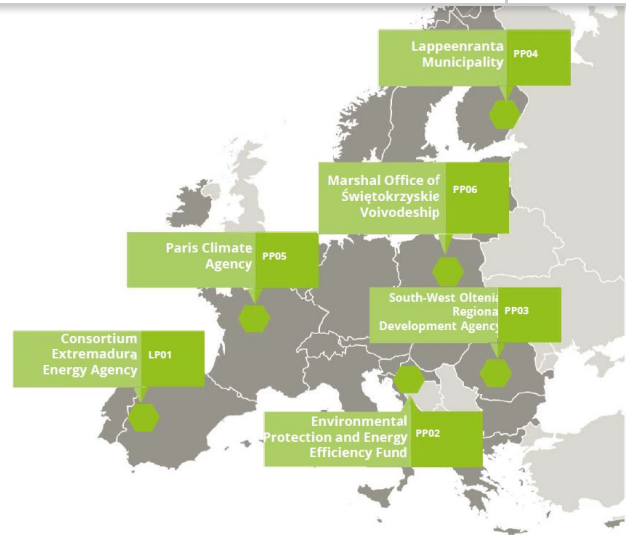 Lappeenranta
Municipality
PP04
Marshal Office of
Świętokrzyskie
Voivodeship
PP06
Paris Climate
Agency
PP05
South-West Oltenia
Regional
Development Agency
PP03
Consortium
Extremadura
Energy Agency
LP01
Environmental
Protection and Energy
Efficiency Fund
PP02